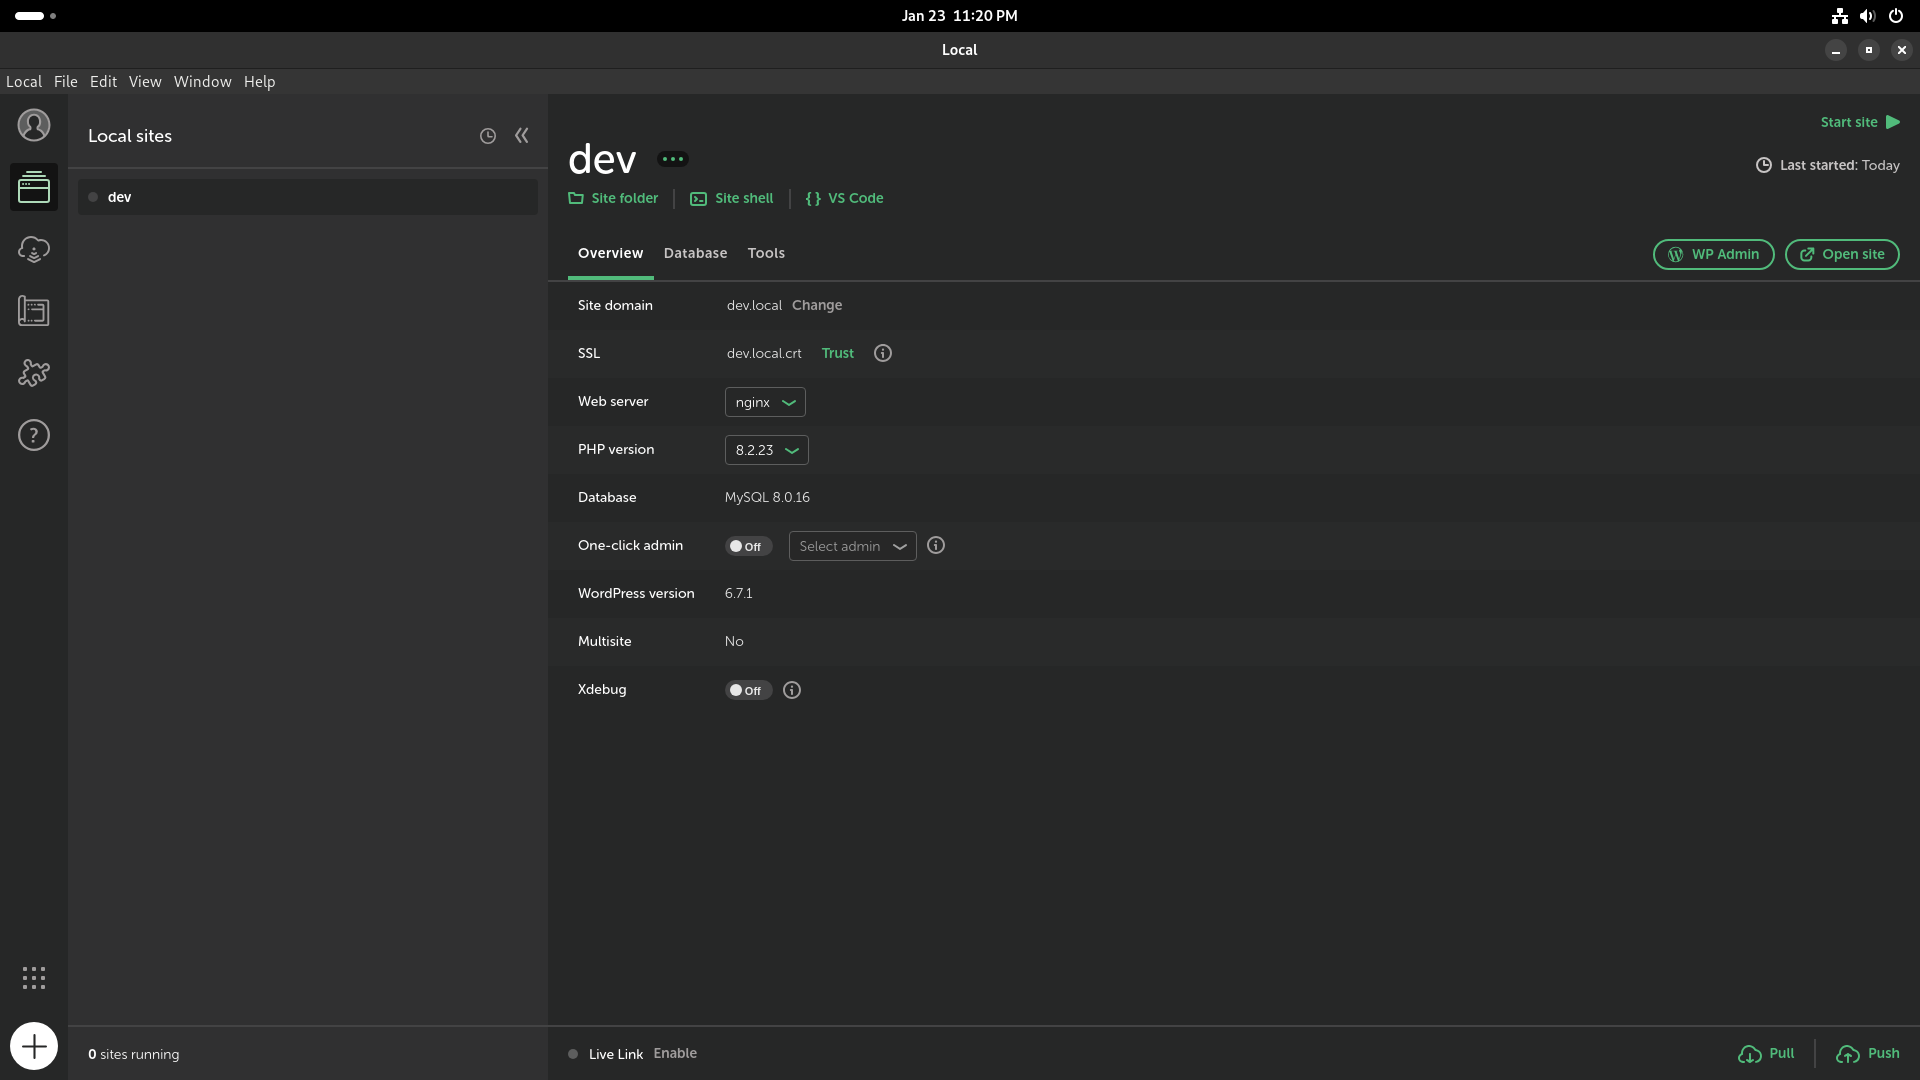 Jan 23 11:20 PM
Local
Local File Edit View Window Help
Local sites
dev
Start site
dev
Last started: Today
Site folder
Site shell
VS Code
Overview
Database
Tools
WP Admin
Open site
Site domain
dev.local Change
SSL
dev.local.crt Trust
Web server
nginx
PHP version
8.2.23
Database
MySQL 8.0.16
One-click admin
Off
Select admin
WordPress version
6.7.1
Multisite
No
Xdebug
Off
0 sites running
Live Link Enable
Pull
Push